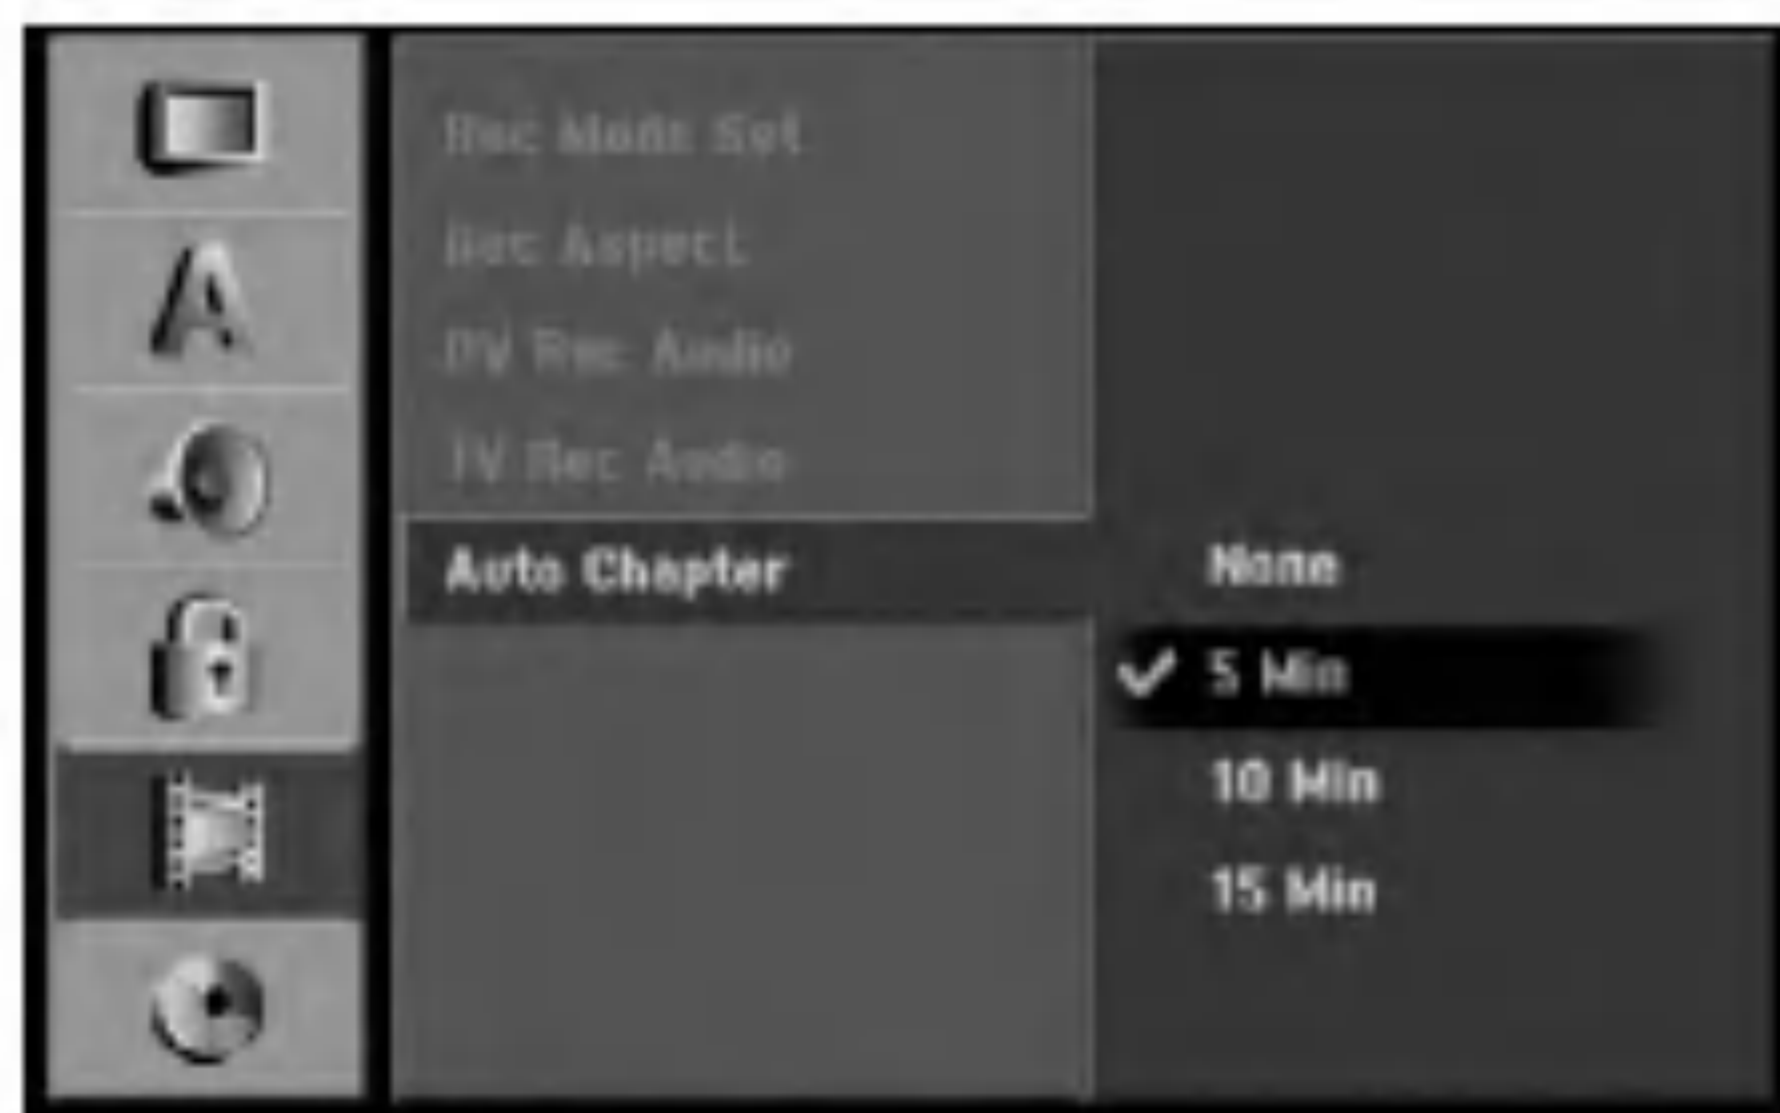 Rec Mode Set
Rec Aspect
DV Rec Audio
TV Rec Audio
Auto Chapter
None
5 Min
10 Min
15 Min